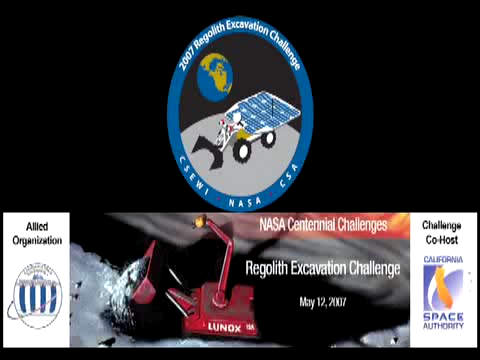 2007 Regolith Excavation Challenge
CSEWI NASA CSA
Allied
Organization
NASA Centennial Challenges
Regolith Excavation Challenge
May 12, 2007
LUNOX
Challenge
Co-Host
CALIFORNIA
SPACE
AUTHORITY